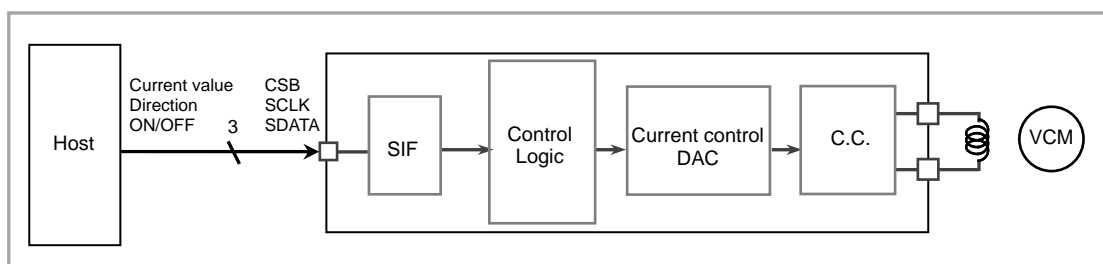 Host
Current value
Direction
ON/OFF
3
CSB
SCLK
SDATA
SIF
Control
Logic
Current control
DAC
C.C.
VCM